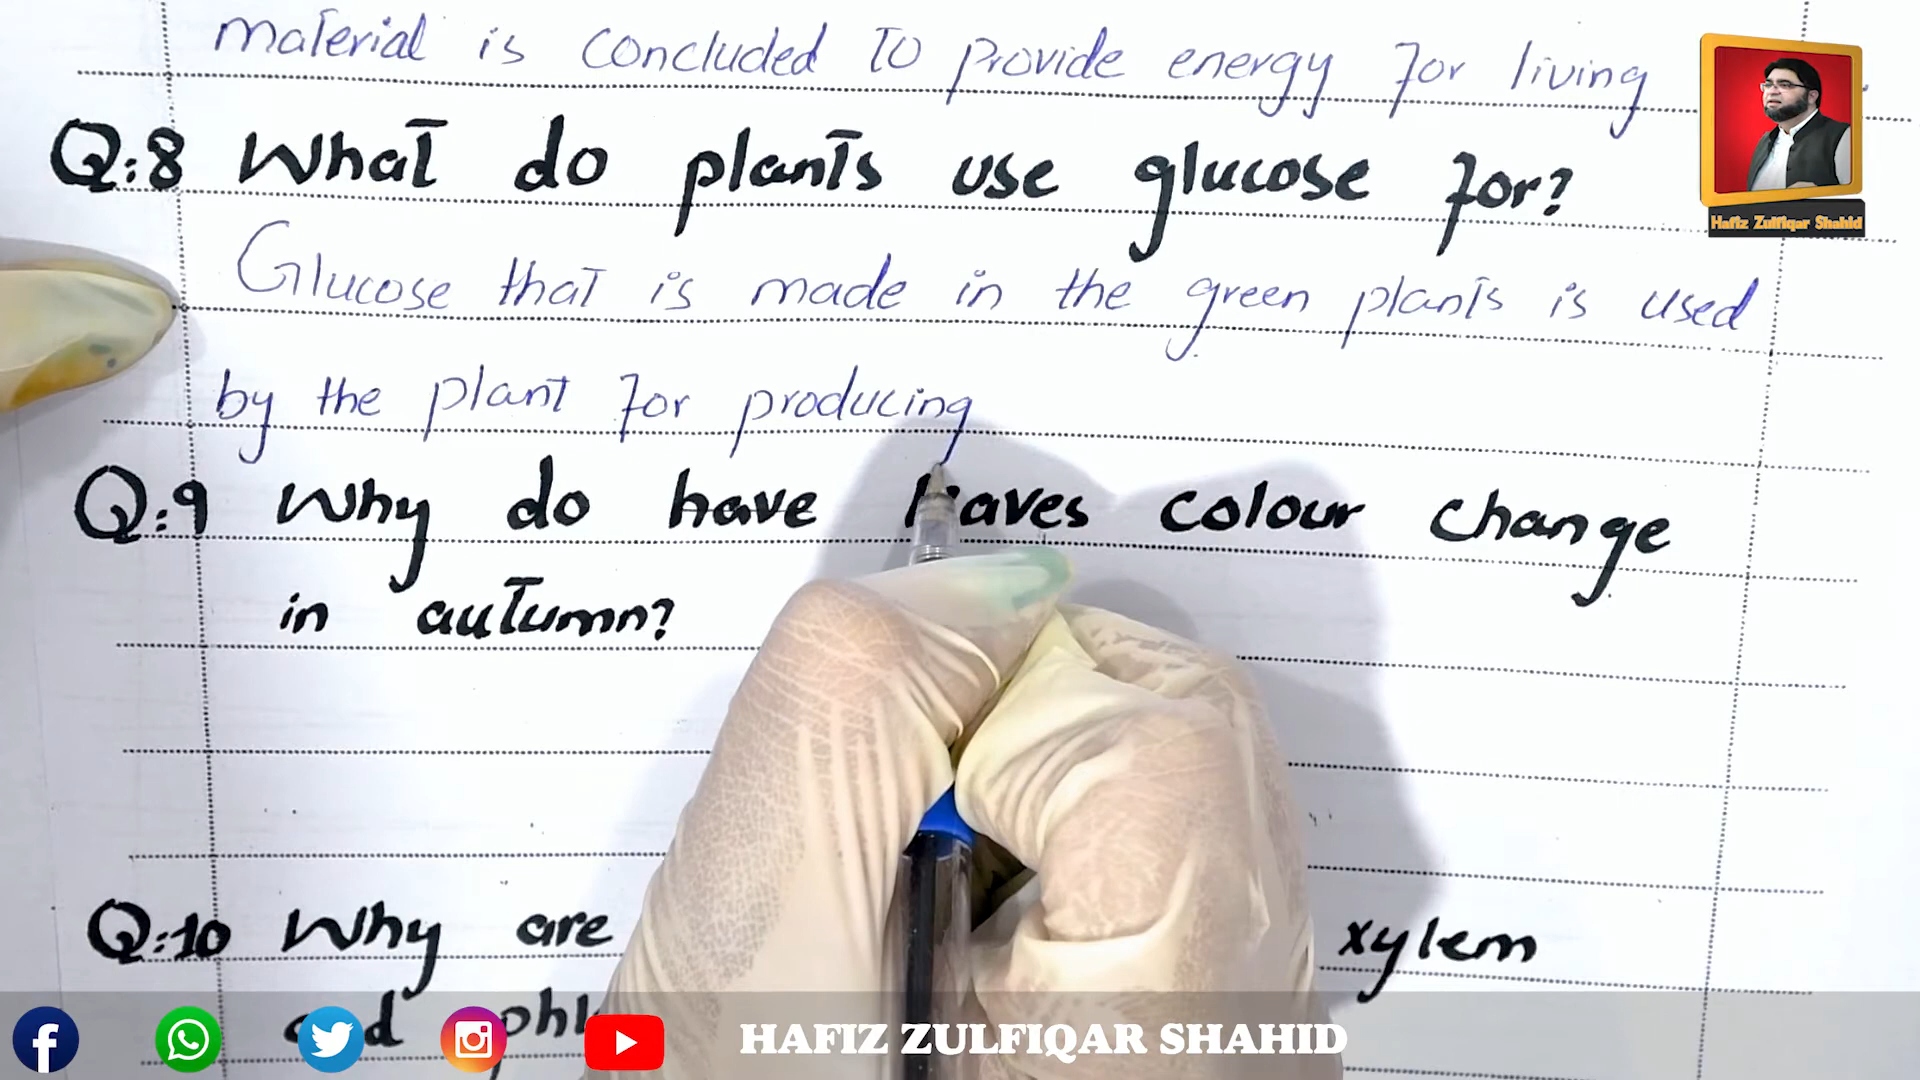 material is concluded to provide energy for living
Hafiz Zulfiqar Shahid
Q:8 What do plants use glucose for?
Glucose that is made in the green plants is used
by the plant for producing
Q:9 Why do have leaves colour change
in autumn?
Q:10 Why are xylem
and
HAFIZ ZULFIQAR SHAHID